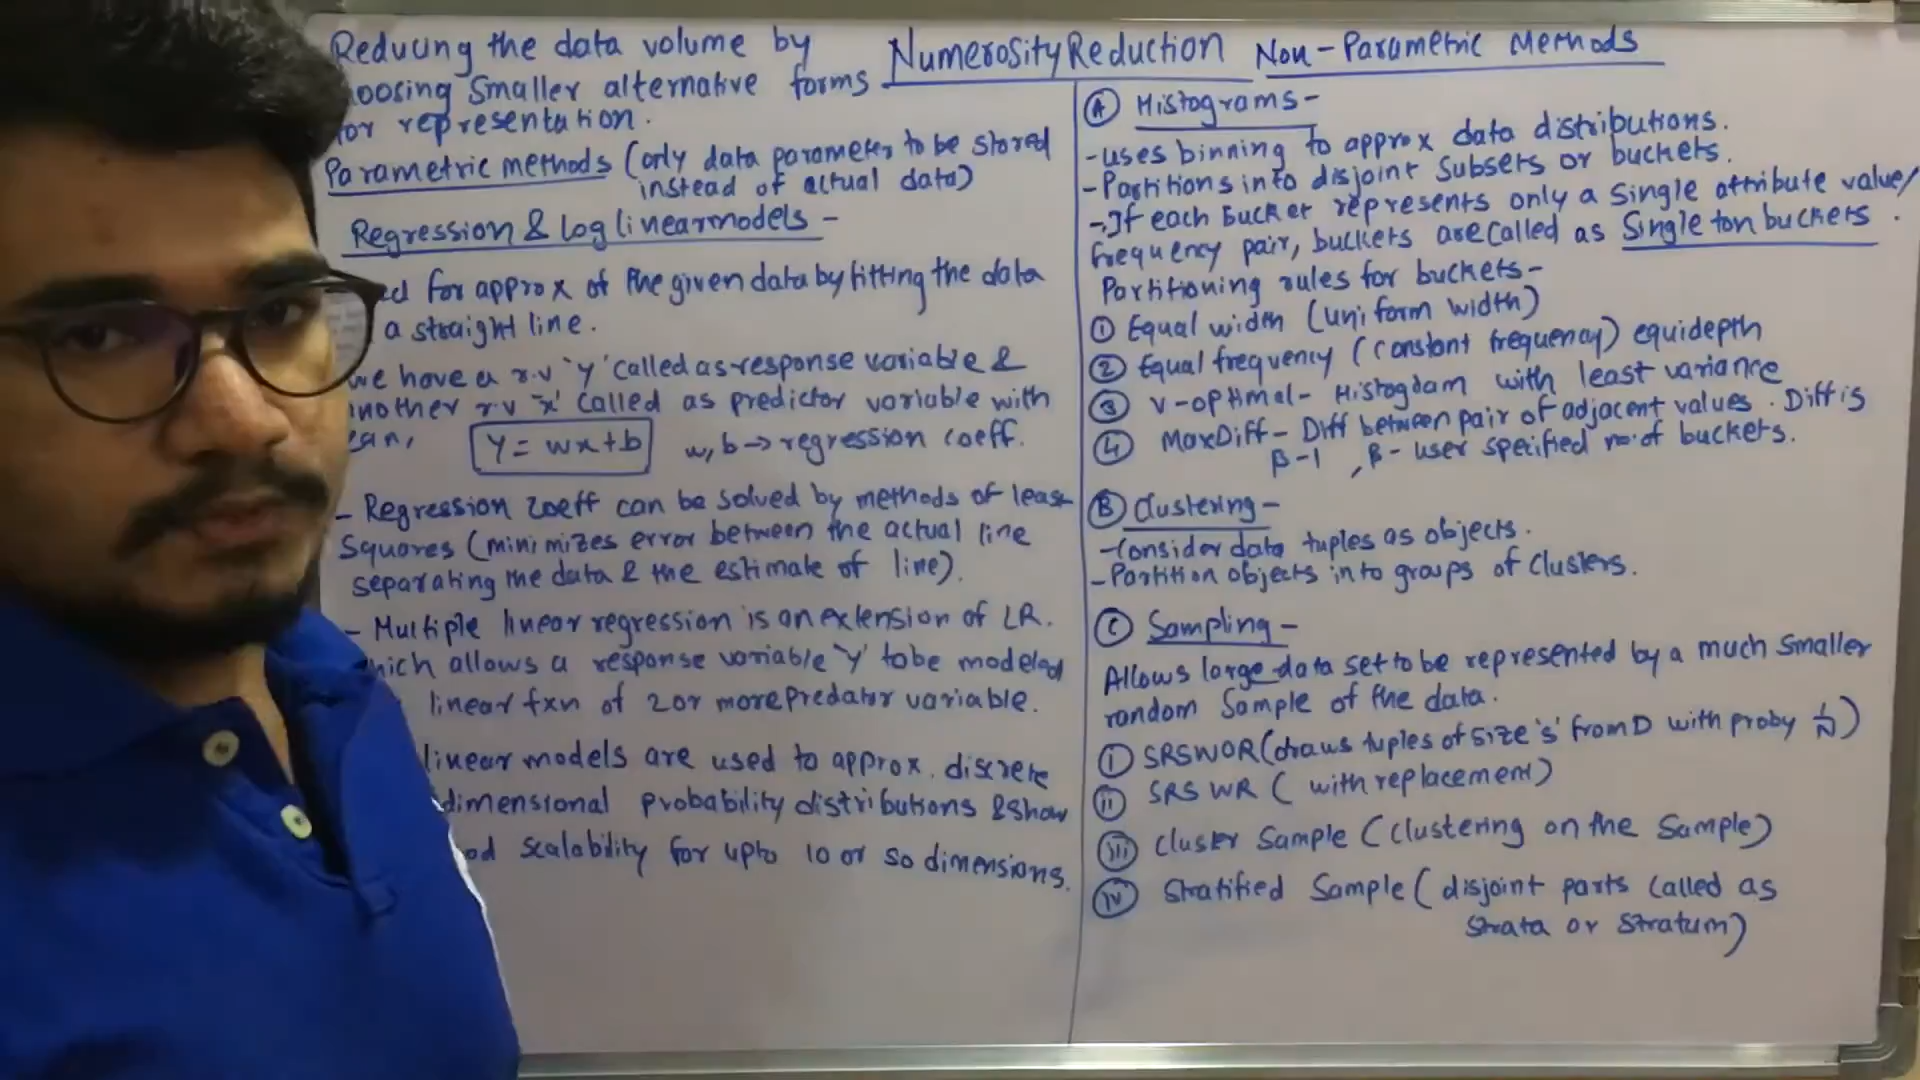 Reducing the data volume by
oosing smaller alternative forms
for representation.
Numerosity Reduction
Parametric methods (only data parameters to be stored
instead of actual data)
Regression & log linear models -
ed for approx of the given data by fitting the data
a straight line.
we have a r.v 'y' called as response variable &
nother r.v 'x' called as predictor variable with
ean,
Y = wx+b
w, b → regression coeff.
- Regression coeff can be solved by methods of least
squares (minimizes error between the actual line
separating the data & the estimate of line).
- Multiple linear regression is an extension of LR.
hich allows a response variable 'y' to be modeled
linear fxn of 2 or more predator variable.
linear models are used to approx. discrete
dimensional probability distributions & show
od scalability for upto 10 or so dimensions.
Non-Parametric Methods
(A) Histograms -
- uses binning to approx data distributions.
- Partitions into disjoint subsets or buckets.
- If each bucket represents only a single attribute value/
frequency pair, buckets are called as Singleton buckets.
Partitioning rules for buckets -
① Equal width (uniform width)
② Equal frequency (constant frequency) equidepth
③ V-optimal - Histogdam with least variance
④ MaxDiff - Diff between pair of adjacent values. Diff is
β-1 , β - user specified no. of buckets.
(B) Clustering -
- Consider data tuples as objects.
- Partition objects into groups of clusters.
(C) Sampling -
Allows large data set to be represented by a much smaller
random sample of the data.
(i) SRSWOR (draws tuples of size 's' from D with proby 1/N)
(ii) SRSWR ( with replacement)
(iii) Cluster Sample (clustering on the sample)
(iv) Stratified Sample ( disjoint parts called as
strata or stratum)